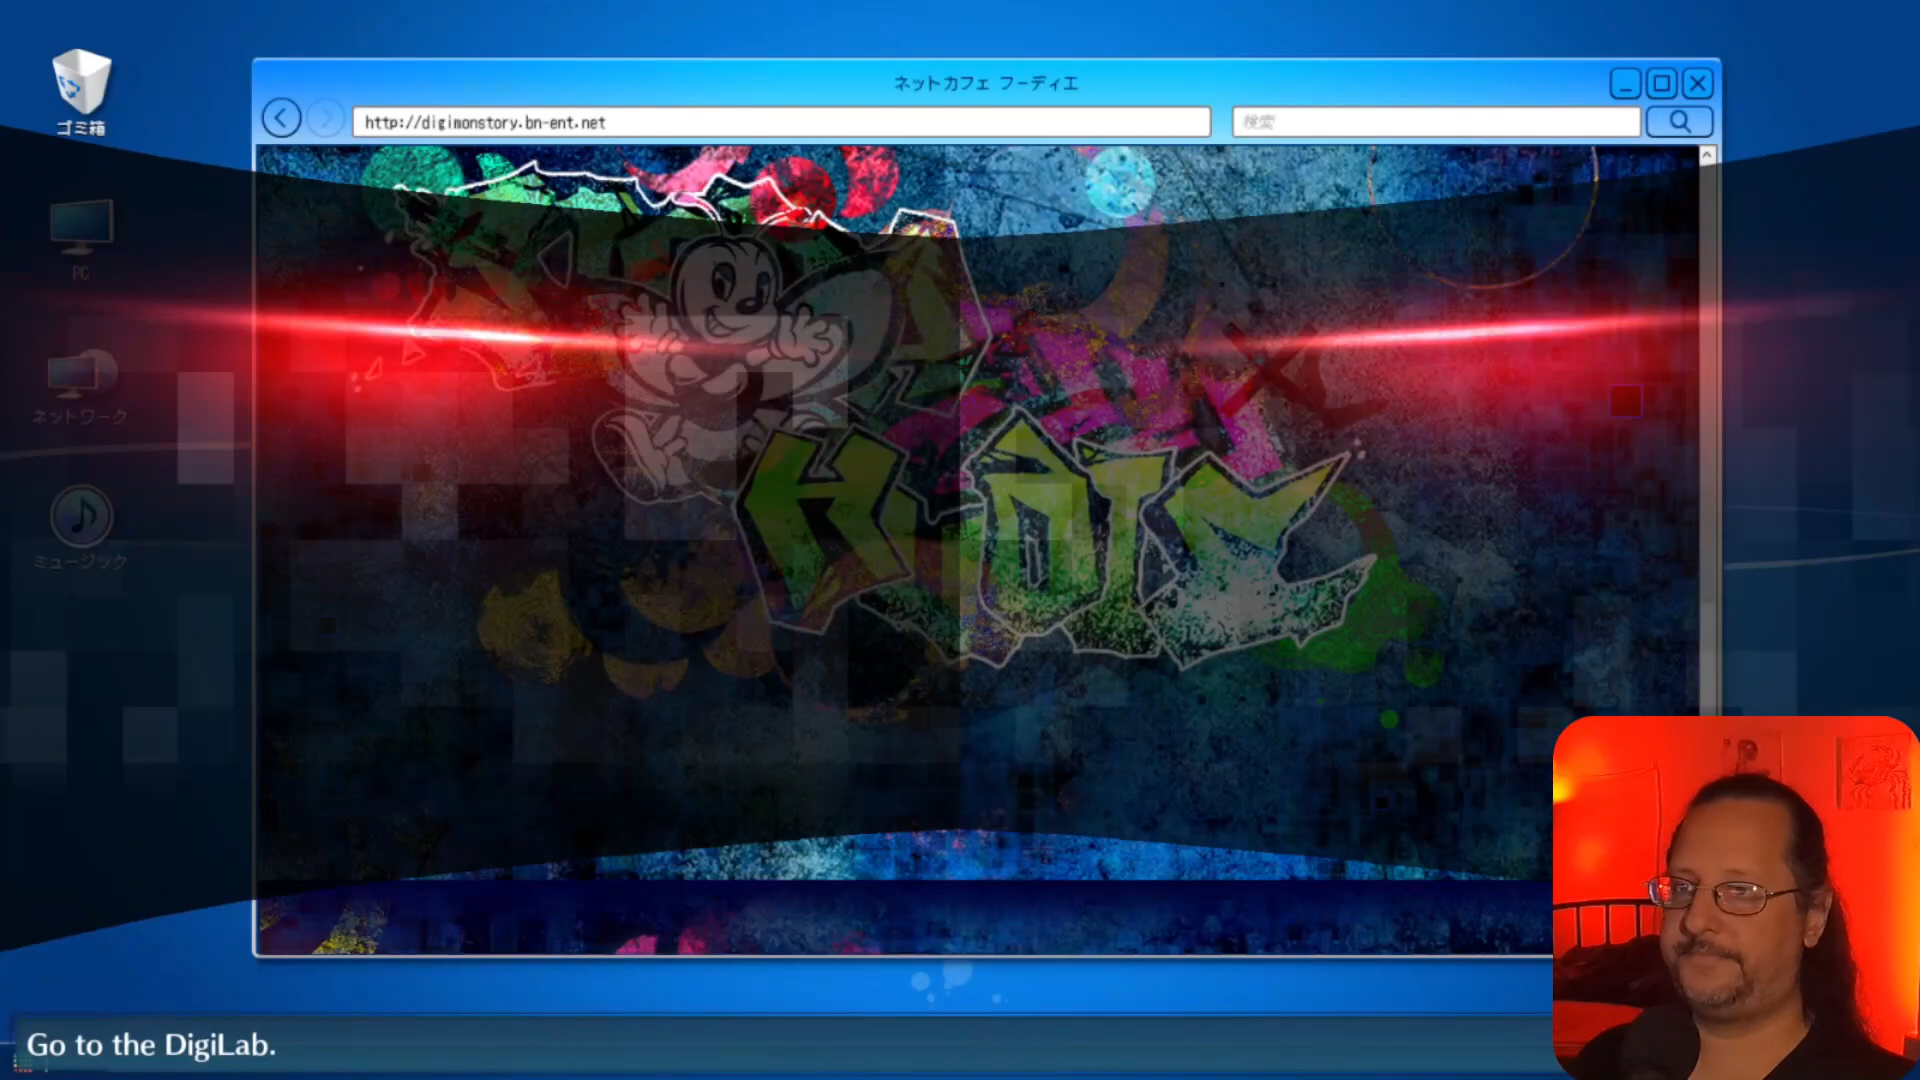 ゴミ箱
ネットカフェ フーディエ
http://digimonstory.bn-ent.net
検索
PC
ネットワーク
ミュージック
Go to the DigiLab.